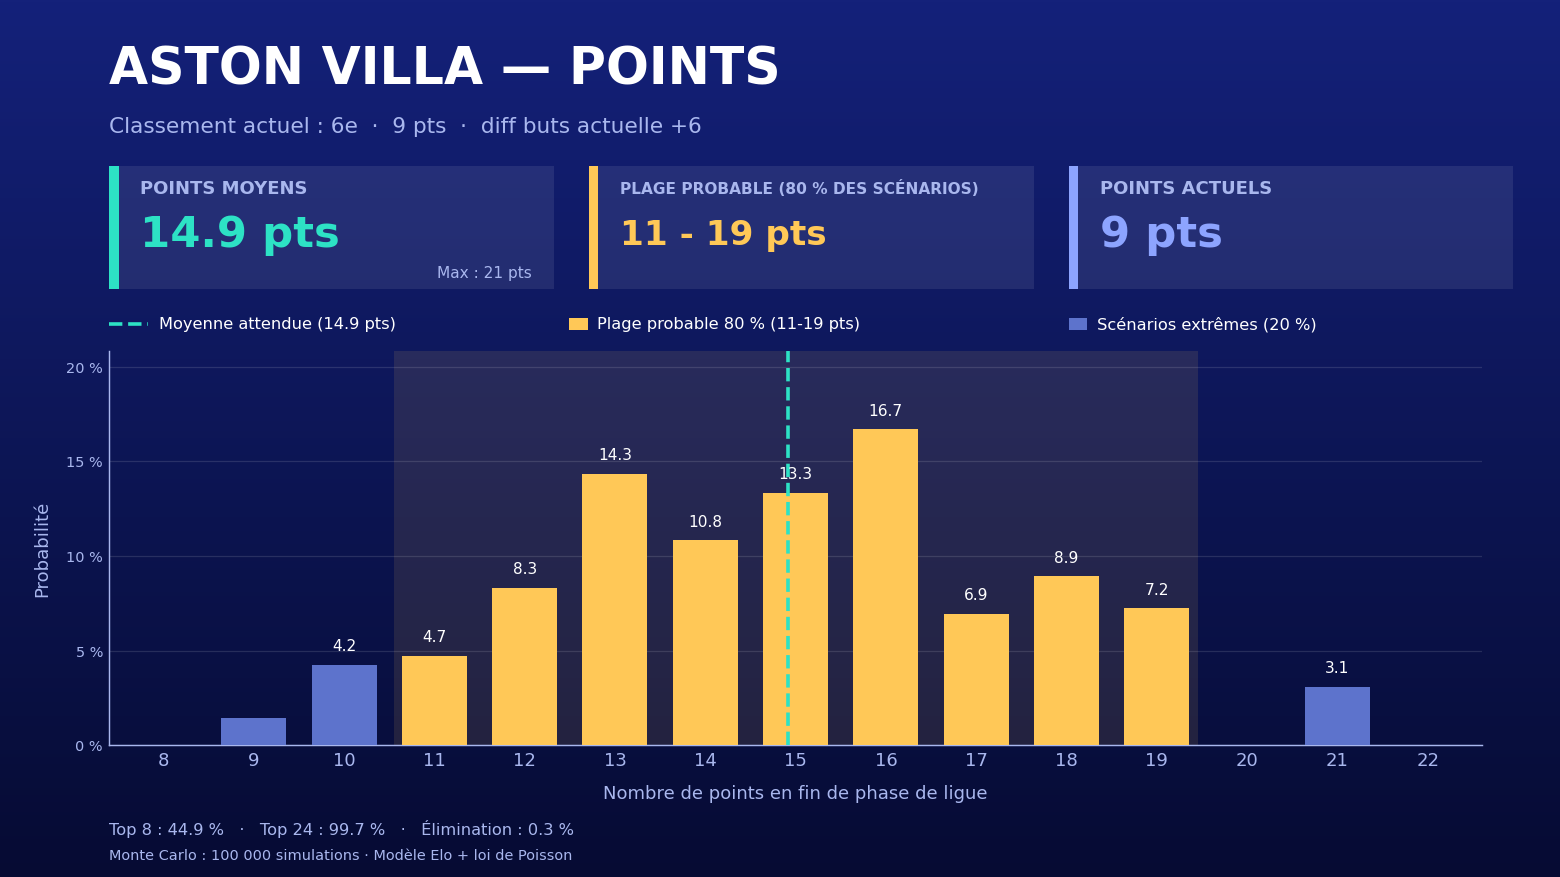 ASTON VILLA — POINTS
Classement actuel : 6e · 9 pts · diff buts actuelle +6
POINTS MOYENS
14.9 pts
Max : 21 pts
PLAGE PROBABLE (80 % DES SCÉNARIOS)
11 - 19 pts
POINTS ACTUELS
9 pts
Moyenne attendue (14.9 pts)
Plage probable 80 % (11-19 pts)
Scénarios extrêmes (20 %)
Probabilité
20 %
15 %
10 %
5 %
0 %
4.2
4.7
8.3
14.3
10.8
13.3
16.7
6.9
8.9
7.2
3.1
8 9 10 11 12 13 14 15 16 17 18 19 20 21 22
Nombre de points en fin de phase de ligue
Top 8 : 44.9 % · Top 24 : 99.7 % · Élimination : 0.3 %
Monte Carlo : 100 000 simulations · Modèle Elo + loi de Poisson